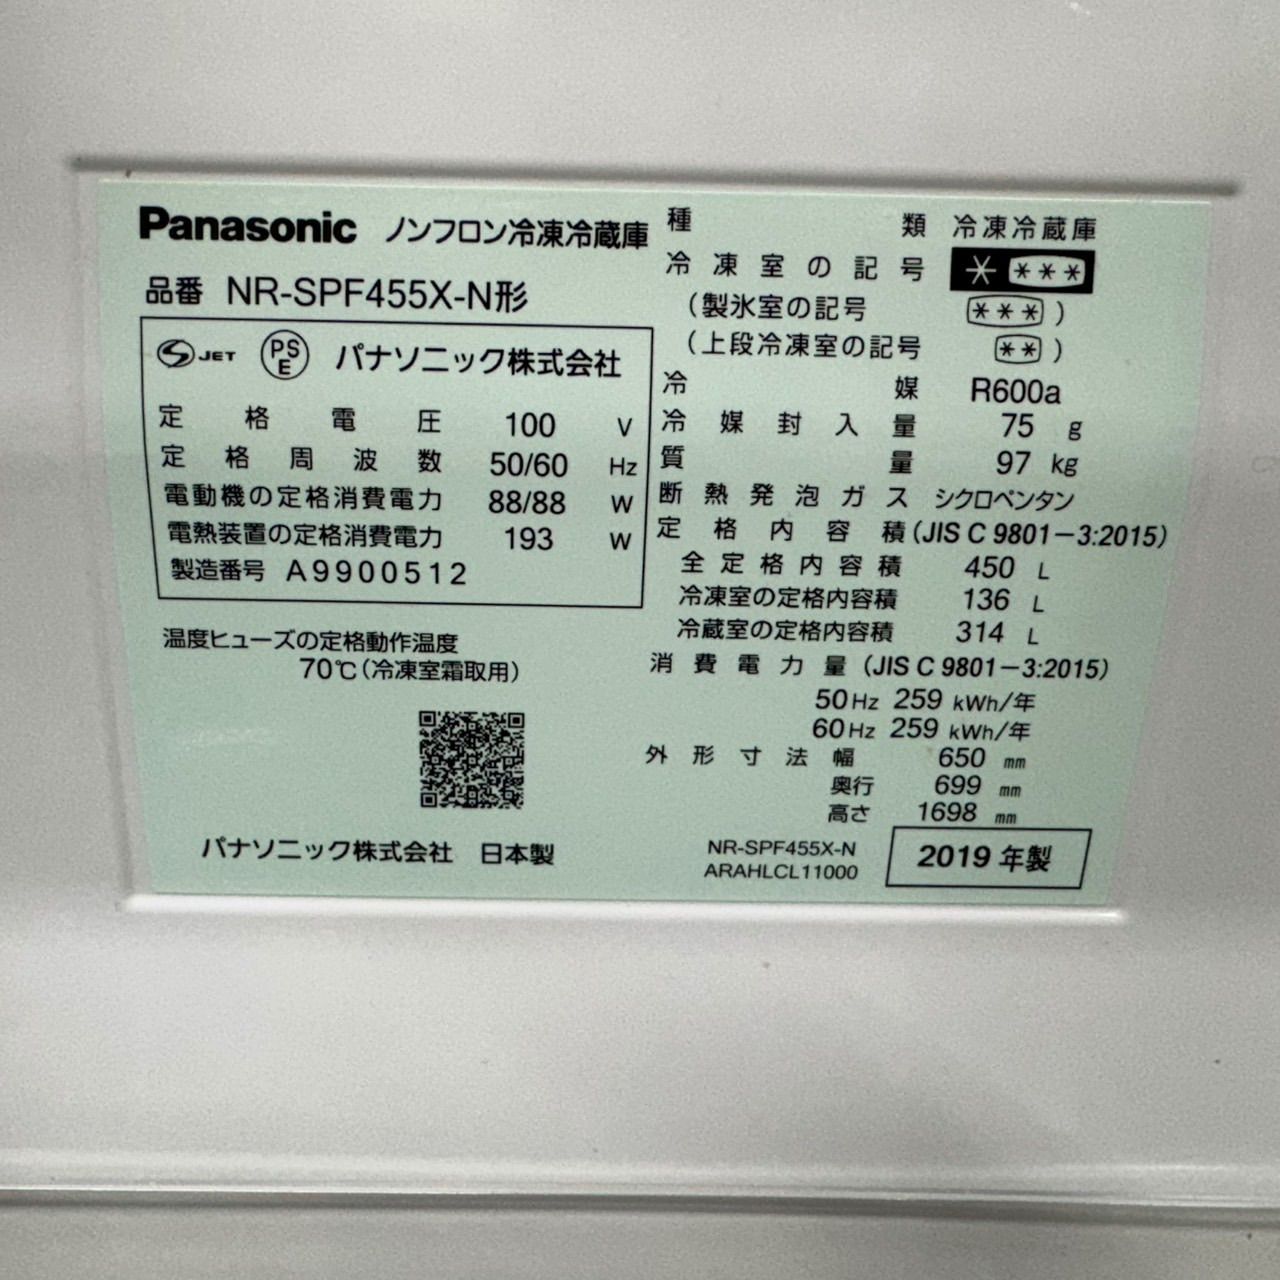 Panasonic ノンフロン冷凍冷蔵庫
品番 NR-SPF455X-N形
S JET PSE パナソニック株式会社
定格電圧 100 V
定格周波数 50/60 Hz
電動機の定格消費電力 88/88 W
電熱装置の定格消費電力 193 W
製造番号 A9900512
温度ヒューズの定格動作温度
70℃(冷凍室霜取用)
パナソニック株式会社 日本製
種類 冷凍冷蔵庫
冷凍室の記号 * ***
(製氷室の記号 *** )
(上段冷凍室の記号 ** )
冷媒 R600a
冷媒封入量 75 g
質量 97 kg
断熱発泡ガス シクロペンタン
定格内容積(JIS C 9801-3:2015)
全定格内容積 450 L
冷凍室の定格内容積 136 L
冷蔵室の定格内容積 314 L
消費電力量(JIS C 9801-3:2015)
50Hz 259 kWh/年
60Hz 259 kWh/年
外形寸法幅 650 mm
奥行 699 mm
高さ 1698 mm
NR-SPF455X-N
ARAHLCL11000
2019年製